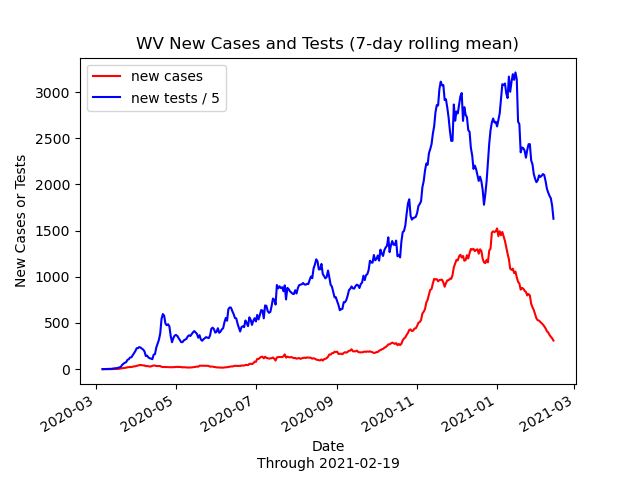 WV New Cases and Tests (7-day rolling mean)
new cases
new tests / 5
New Cases or Tests
3000
2500
2000
1500
1000
500
0
2020-03
2020-05
2020-07
2020-09
2020-11
2021-01
2021-03
Date
Through 2021-02-19